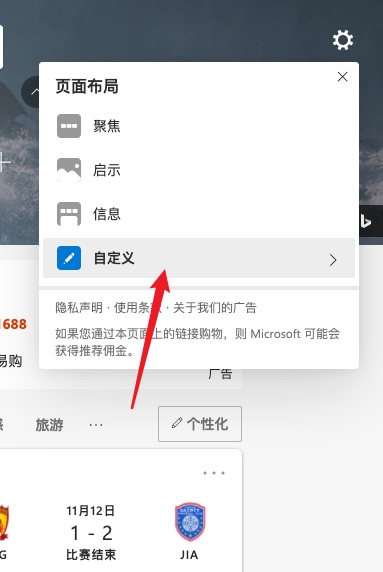 页面布局
聚焦
启示
信息
自定义
隐私声明 · 使用条款 · 关于我们的广告
如果您通过本页面上的链接购物，则 Microsoft 可能会
获得推荐佣金。
1688
易购
广告
旅游
···
个性化
11月12日
1 - 2
比赛结束
G
JIA